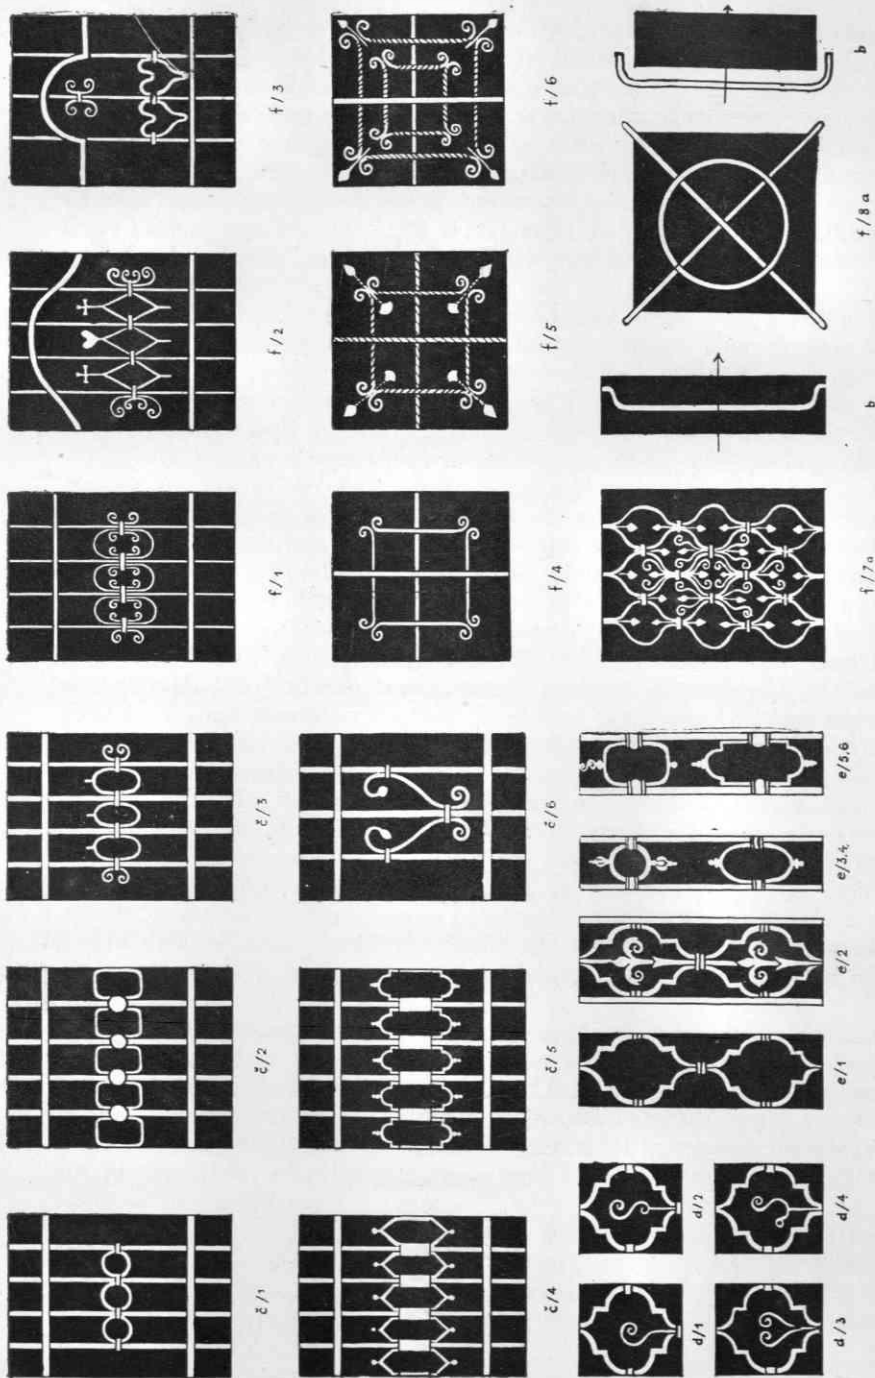 č/1 č/2 č/3 f/1 f/2 f/3
č/4 č/5 č/6 f/4 f/5 f/6
d/1 d/2
d/3 d/4 e/1 e/2 e/3,4. e/5,6 f/7a b f/8a b